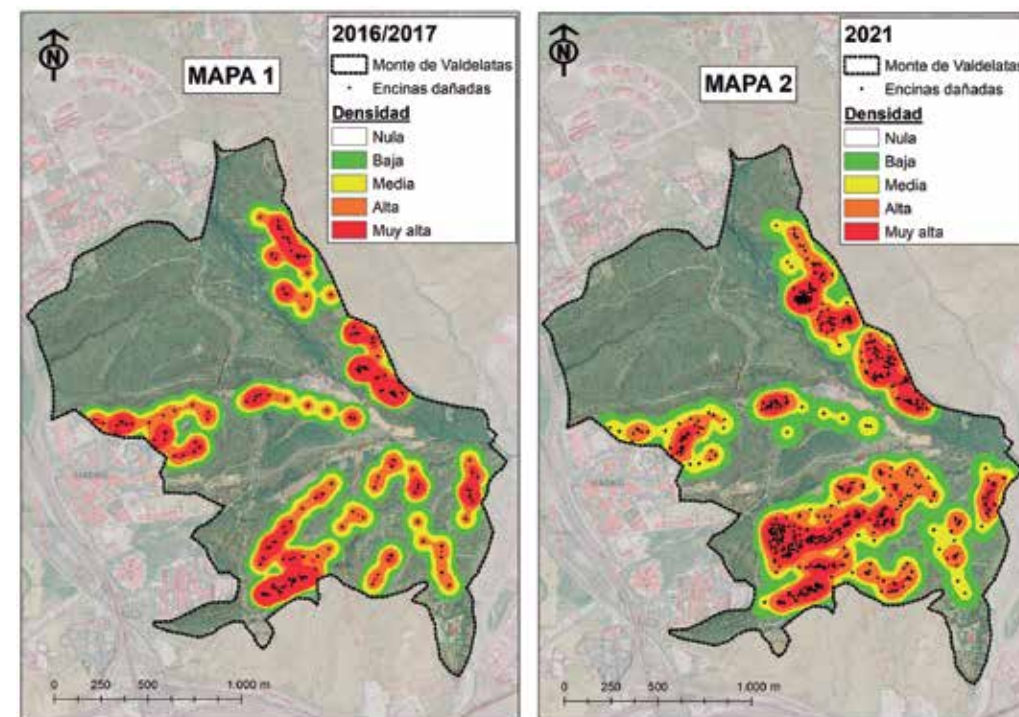 N
MAPA 1
2016/2017
Monte de Valdelatas
Encinas dañadas
Densidad
Nula
Baja
Media
Alta
Muy alta
0 250 500 1.000 m
N
MAPA 2
2021
Monte de Valdelatas
Encinas dañadas
Densidad
Nula
Baja
Media
Alta
Muy alta
0 250 500 1.000 m